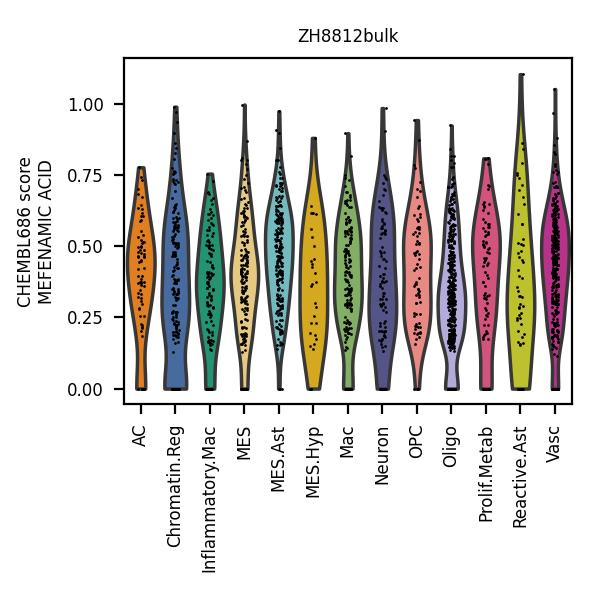 ZH8812bulk
CHEMBL686 score
MEFENAMIC ACID
1.00
0.75
0.50
0.25
0.00
AC
Chromatin.Reg
Inflammatory.Mac
MES
MES.Ast
MES.Hyp
Mac
Neuron
OPC
Oligo
Prolif.Metab
Reactive.Ast
Vasc